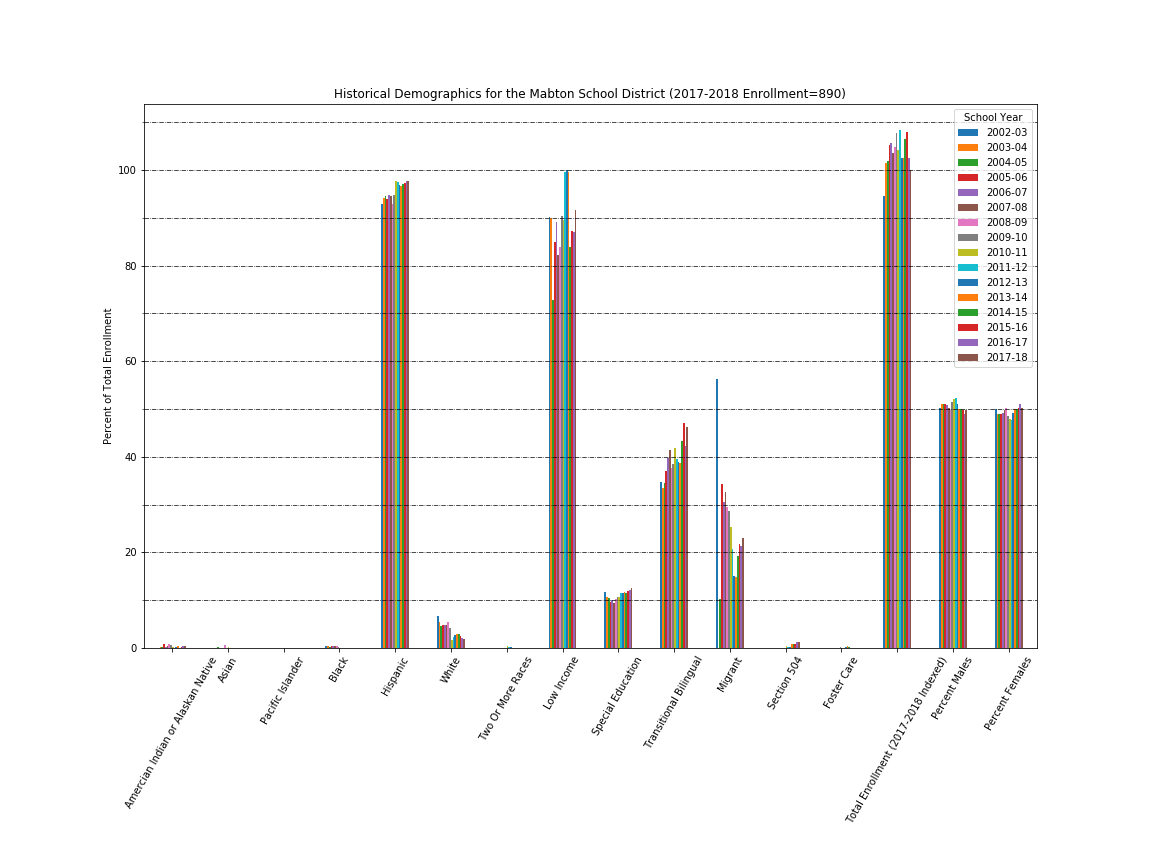 Historical Demographics for the Mabton School District (2017-2018 Enrollment=890)
Percent of Total Enrollment
100
80
60
40
20
0
School Year
2002-03
2003-04
2004-05
2005-06
2006-07
2007-08
2008-09
2009-10
2010-11
2011-12
2012-13
2013-14
2014-15
2015-16
2016-17
2017-18
Amercian Indian or Alaskan Native
Asian
Pacific Islander
Black
Hispanic
White
Two Or More Races
Low Income
Special Education
Transitional Bilingual
Migrant
Section 504
Foster Care
Total Enrollment (2017-2018 Indexed)
Percent Males
Percent Females